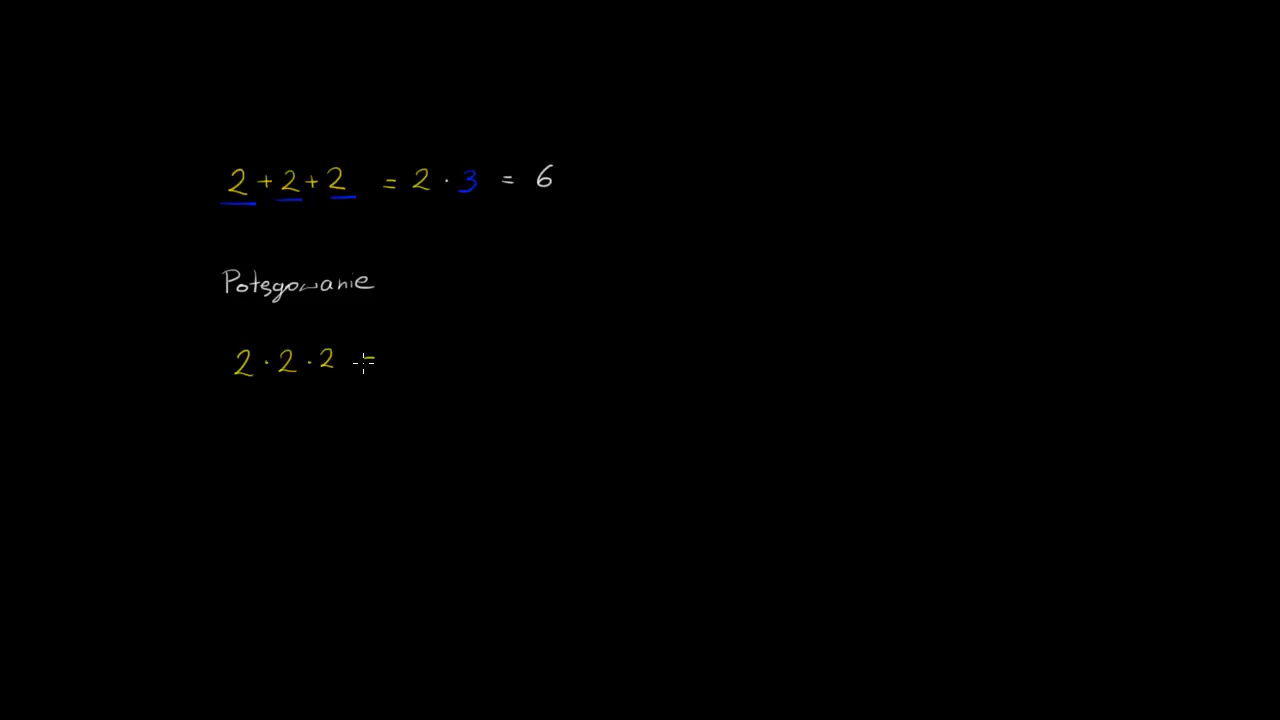 2 + 2 + 2 = 2 · 3 = 6
Potęgowanie
2 · 2 · 2 =